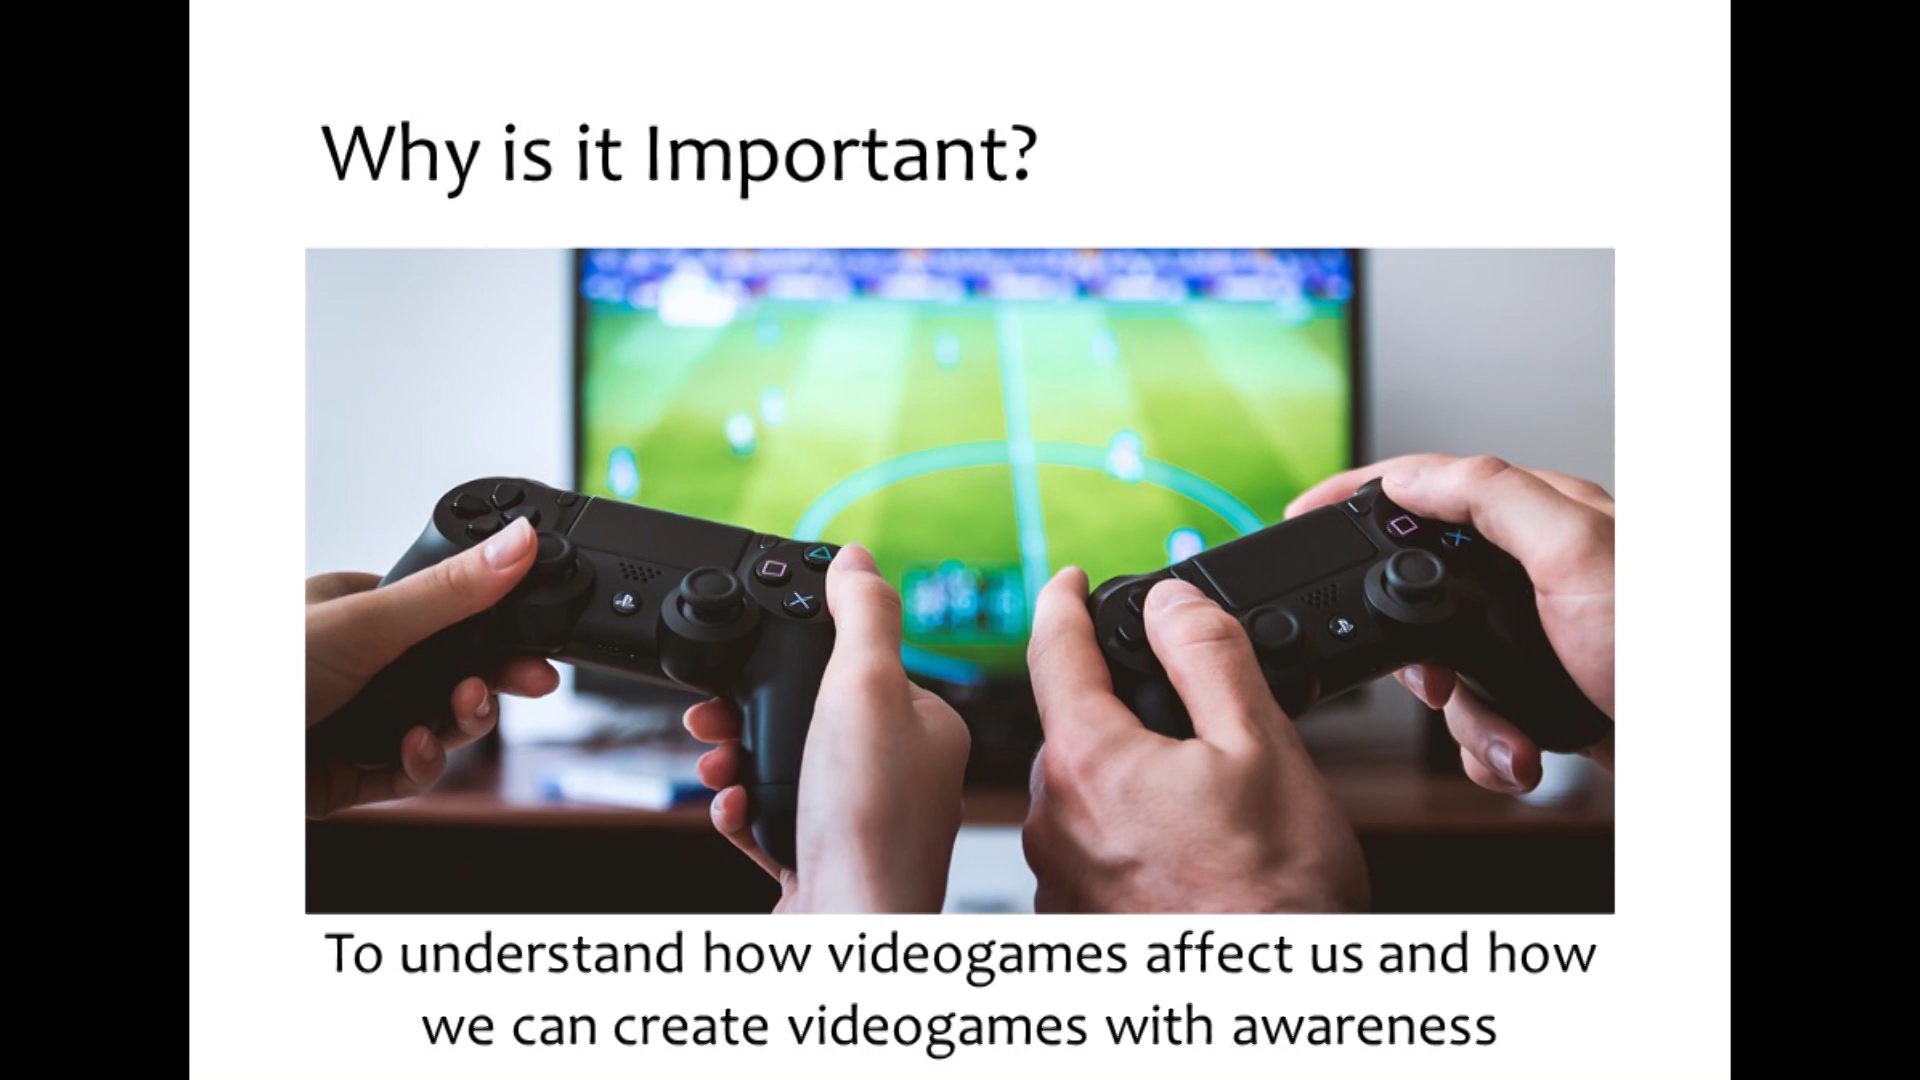 Why is it Important?
To understand how videogames affect us and how
we can create videogames with awareness